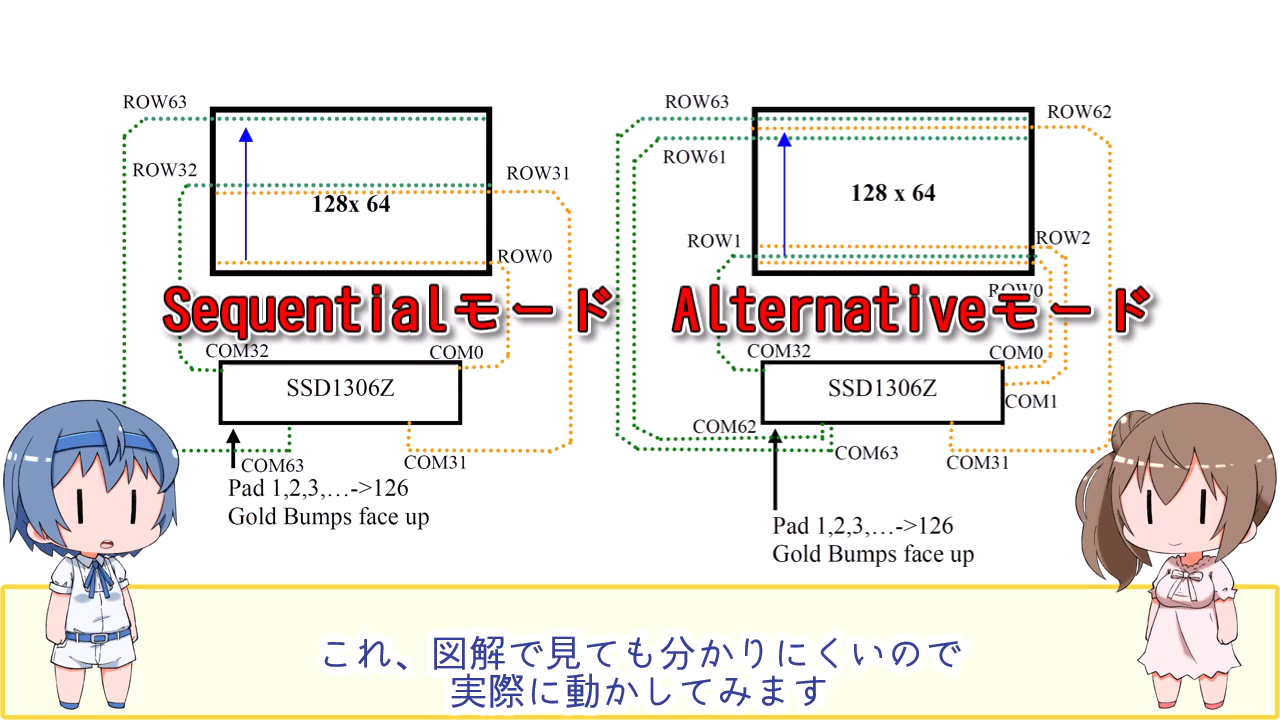 ROW63
ROW32
ROW31
128x 64
ROW0
Sequentialモード
COM32
COM0
SSD1306Z
COM63
COM31
Pad 1,2,3,…->126
Gold Bumps face up
ROW63
ROW62
ROW61
128 x 64
ROW1
ROW2
ROW0
Alternativeモード
COM32
COM0
SSD1306Z
COM1
COM62
COM63
COM31
Pad 1,2,3,…->126
Gold Bumps face up
これ、図解で見ても分かりにくいので
実際に動かしてみます